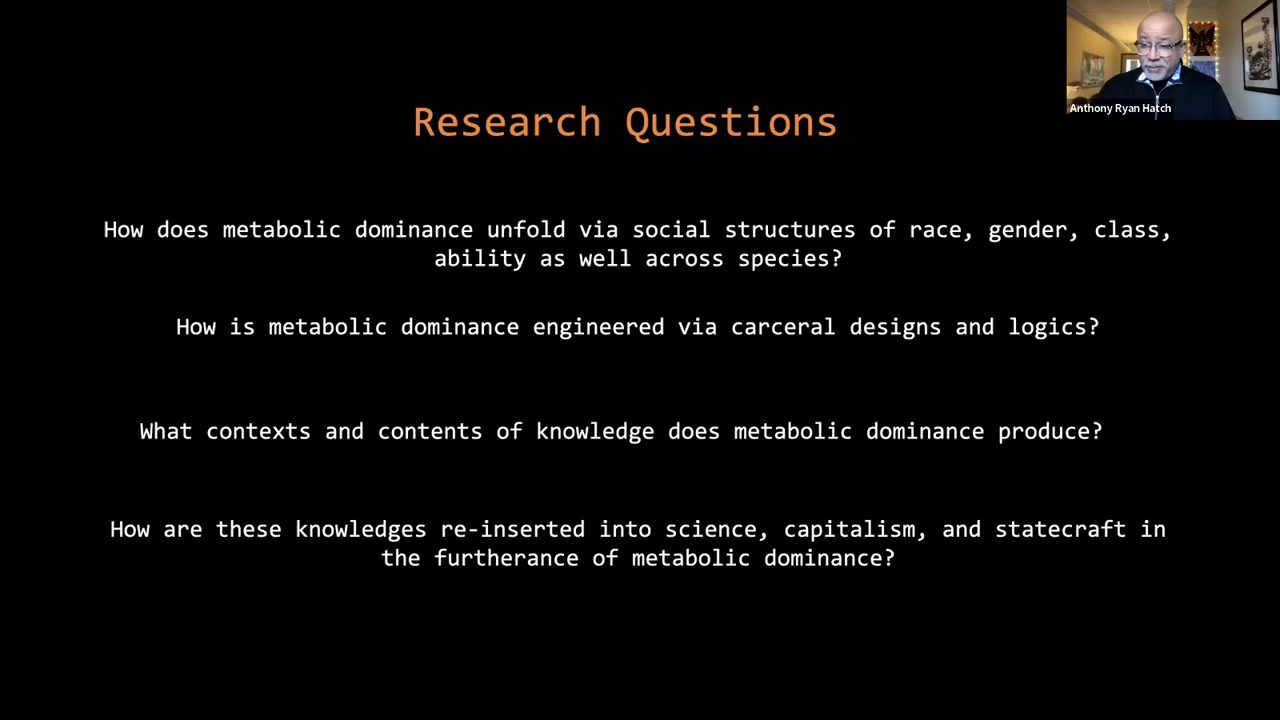 Anthony Ryan Hatch
Research Questions
How does metabolic dominance unfold via social structures of race, gender, class,
ability as well across species?
How is metabolic dominance engineered via carceral designs and logics?
What contexts and contents of knowledge does metabolic dominance produce?
How are these knowledges re-inserted into science, capitalism, and statecraft in
the furtherance of metabolic dominance?